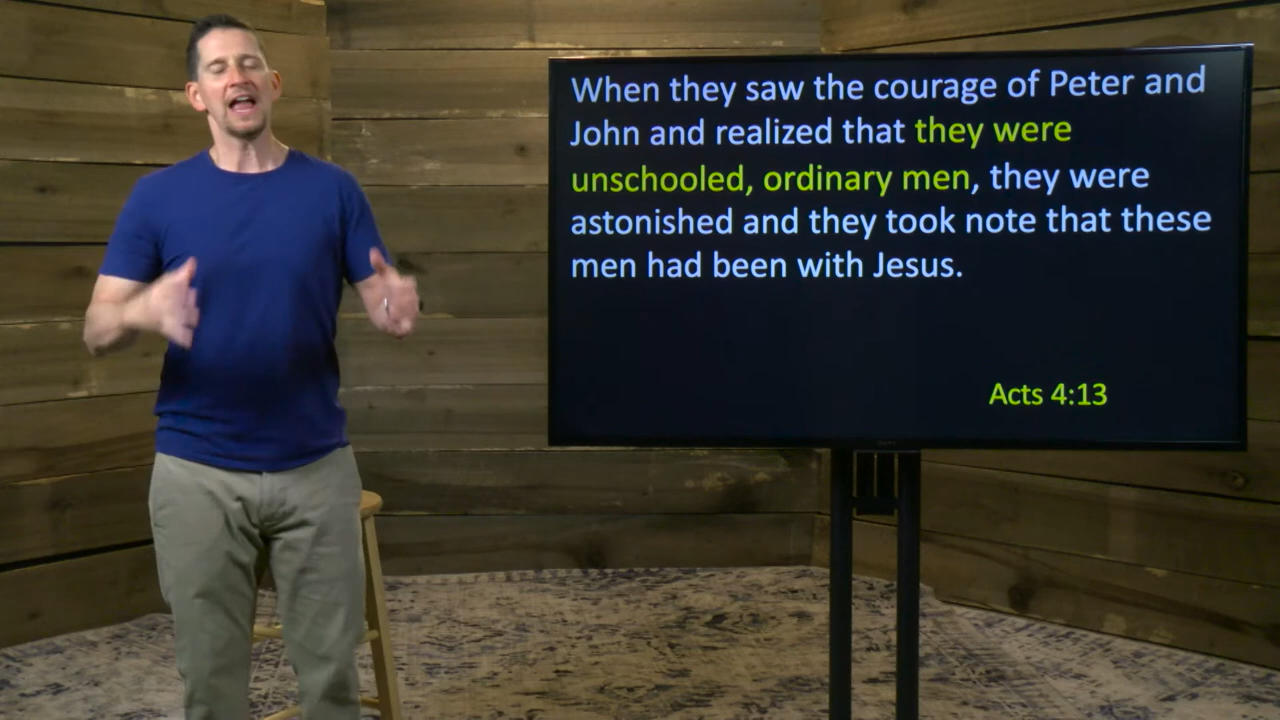 When they saw the courage of Peter and
John and realized that they were
unschooled, ordinary men, they were
astonished and they took note that these
men had been with Jesus.
Acts 4:13